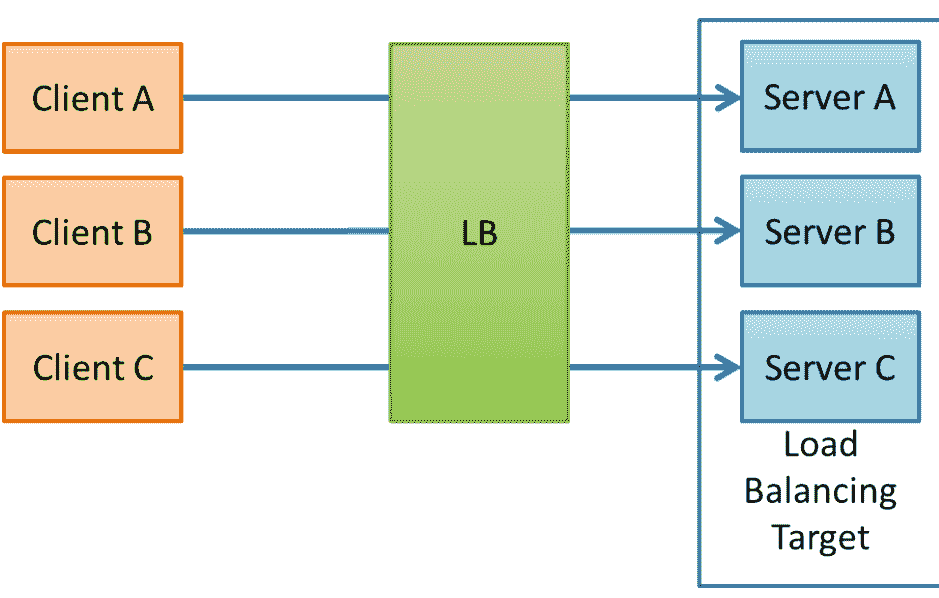 Client A
LB
Server A
Client B
Server B
Client C
Server C
Load
Balancing
Target